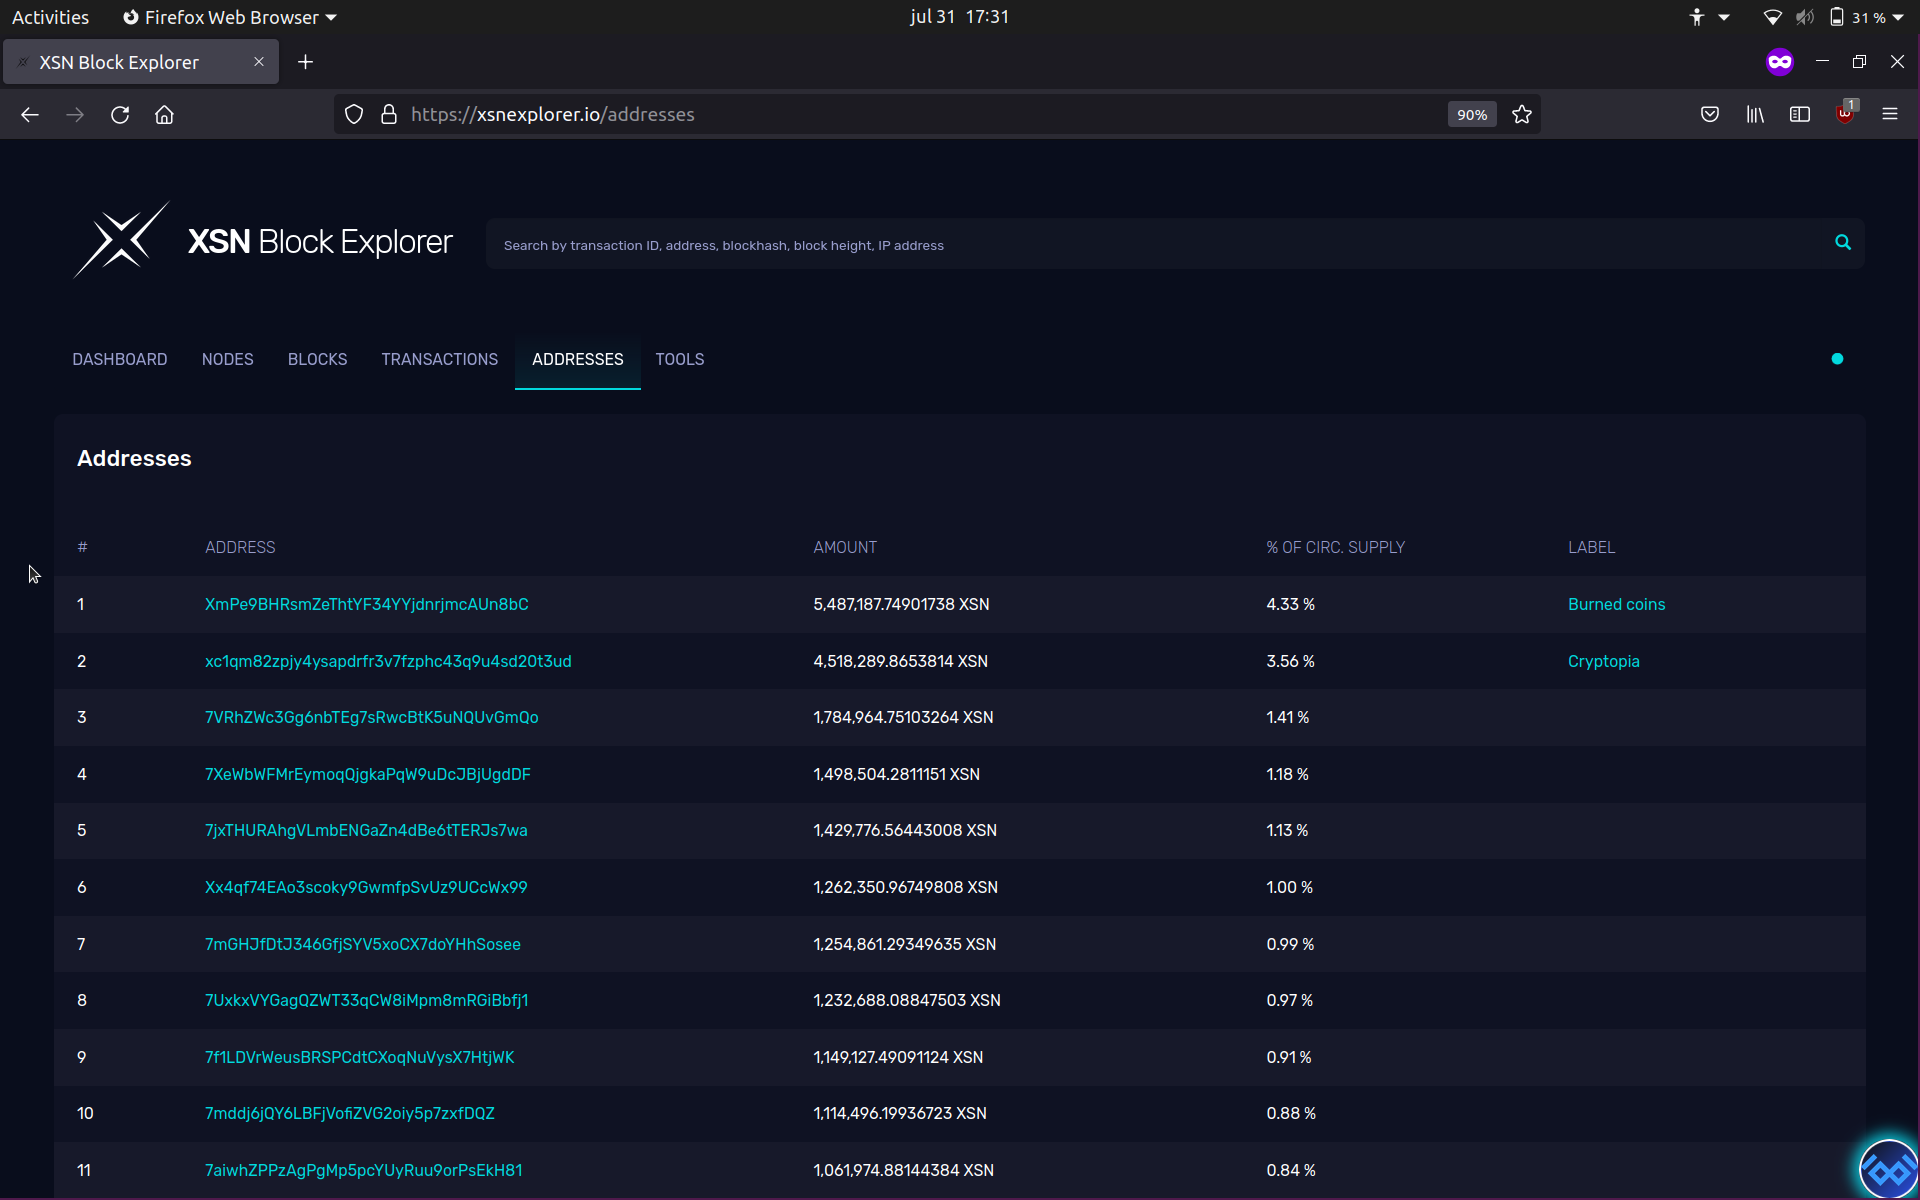 Activities Firefox Web Browser jul 31 17:31 31 %
XSN Block Explorer
https://xsnexplorer.io/addresses 90% 1
XSN Block Explorer Search by transaction ID, address, blockhash, block height, IP address
DASHBOARD NODES BLOCKS TRANSACTIONS ADDRESSES TOOLS
Addresses
# ADDRESS AMOUNT % OF CIRC. SUPPLY LABEL
1 XmPe9BHRsmZeThtYF34YYjdnrjmcAUn8bC 5,487,187.74901738 XSN 4.33 % Burned coins
2 xc1qm82zpjy4ysapdrfr3v7fzphc43q9u4sd20t3ud 4,518,289.8653814 XSN 3.56 % Cryptopia
3 7VRhZWc3Gg6nbTEg7sRwcBtK5uNQUvGmQo 1,784,964.75103264 XSN 1.41 %
4 7XeWbWFMrEymoqQjgkaPqW9uDcJBjUgdDF 1,498,504.2811151 XSN 1.18 %
5 7jxTHURAhgVLmbENGaZn4dBe6tTERJs7wa 1,429,776.56443008 XSN 1.13 %
6 Xx4qf74EAo3scoky9GwmfpSvUz9UCcWx99 1,262,350.96749808 XSN 1.00 %
7 7mGHJfDtJ346GfjSYV5xoCX7doYHhSosee 1,254,861.29349635 XSN 0.99 %
8 7UxkxVYGagQZWT33qCW8iMpm8mRGiBbfj1 1,232,688.08847503 XSN 0.97 %
9 7f1LDVrWeusBRSPCdtCXoqNuVysX7HtjWK 1,149,127.49091124 XSN 0.91 %
10 7mddj6jQY6LBFjVofiZVG2oiy5p7zxfDQZ 1,114,496.19936723 XSN 0.88 %
11 7aiwhZPPzAgPgMp5pcYUyRuu9orPsEkH81 1,061,974.88144384 XSN 0.84 %